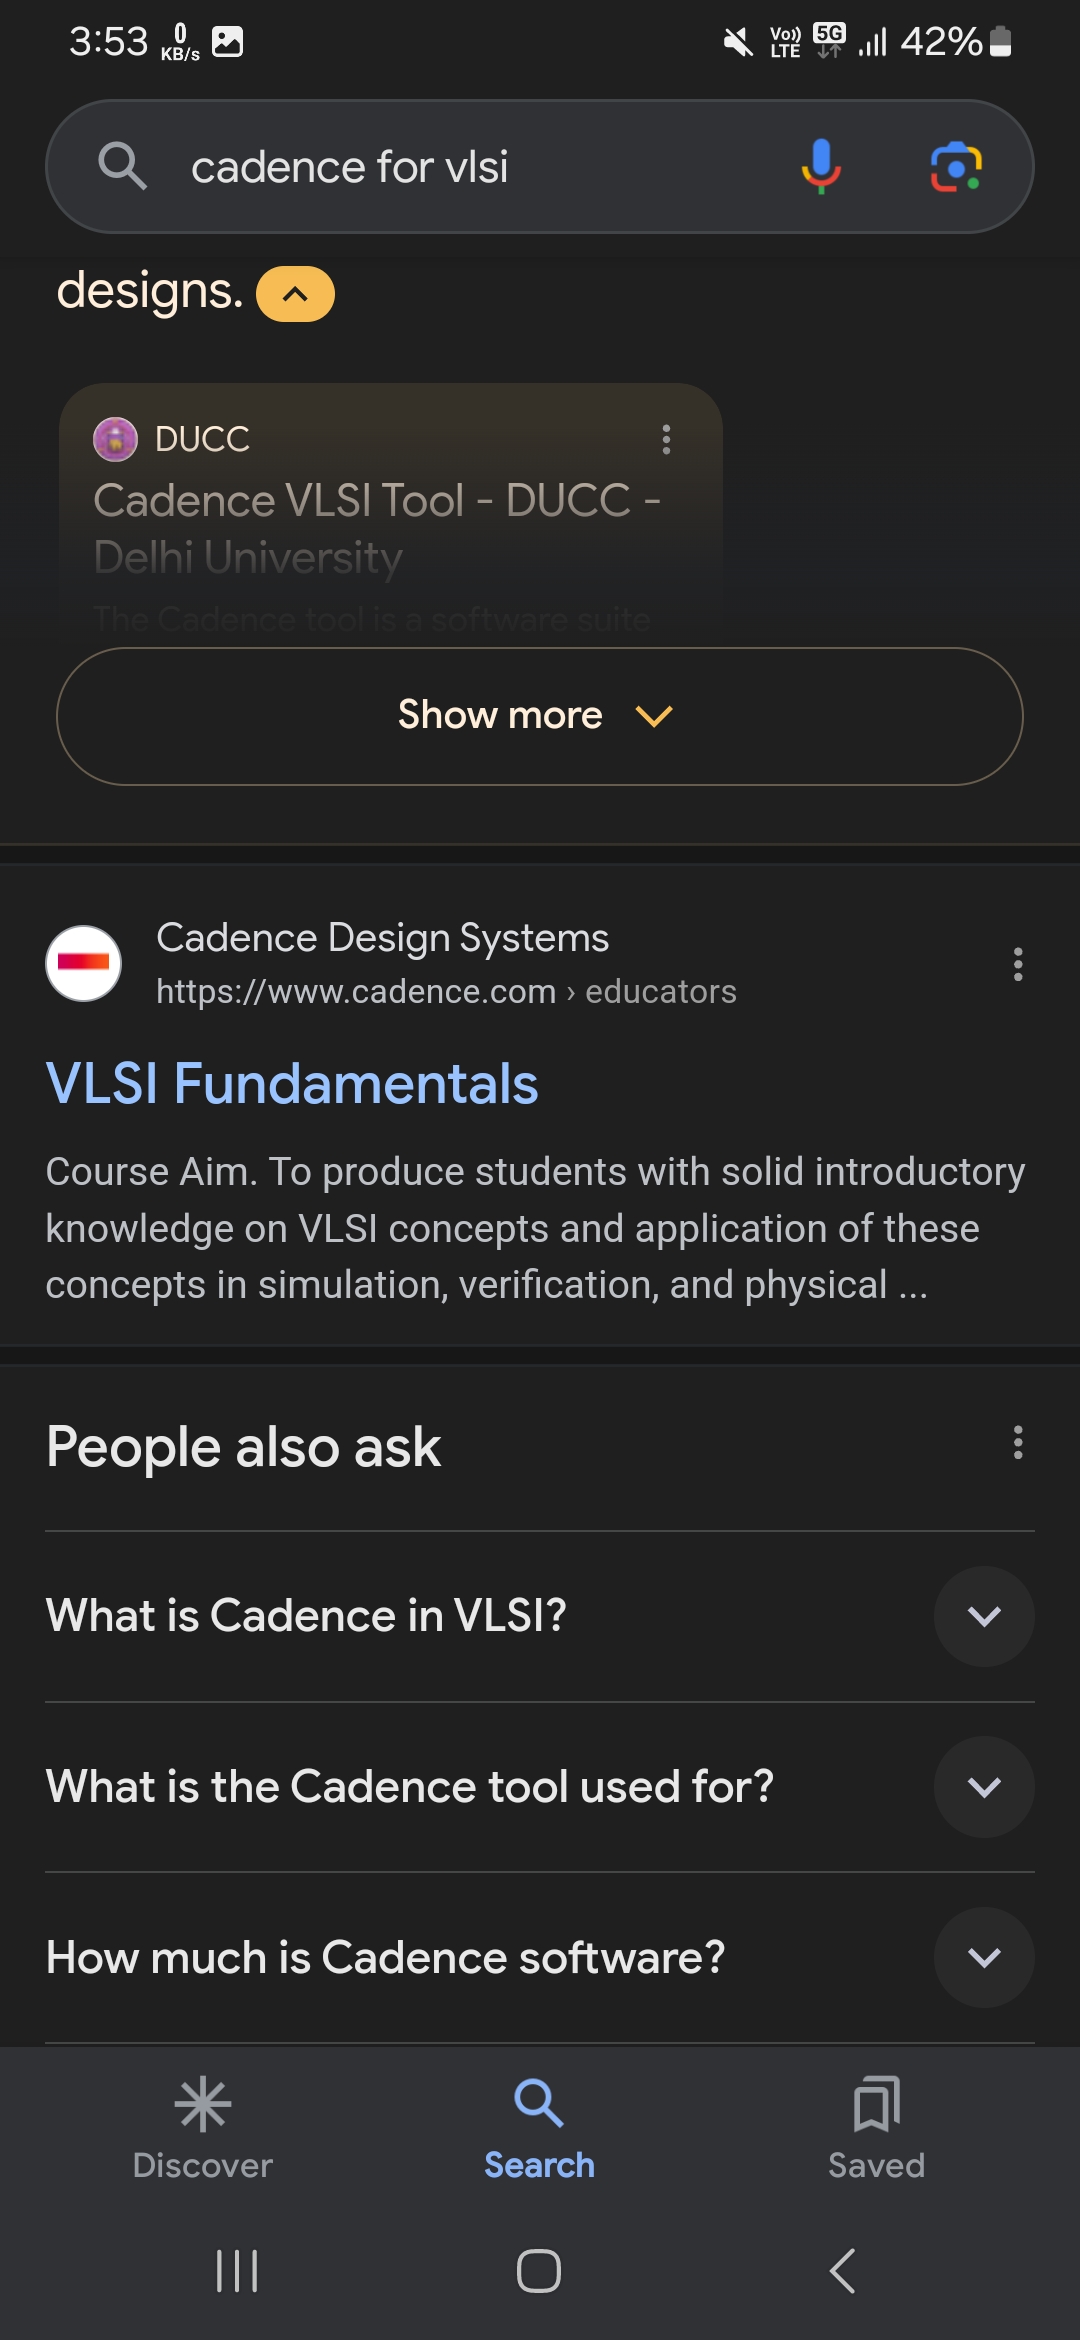 3:53 0 KB/s Vo)) LTE 5G 42%
cadence for vlsi
designs.
DUCC
Cadence VLSI Tool - DUCC -
Delhi University
The Cadence tool is a software suite
Show more
Cadence Design Systems
https://www.cadence.com › educators
VLSI Fundamentals
Course Aim. To produce students with solid introductory
knowledge on VLSI concepts and application of these
concepts in simulation, verification, and physical ...
People also ask
What is Cadence in VLSI?
What is the Cadence tool used for?
How much is Cadence software?
Discover Search Saved